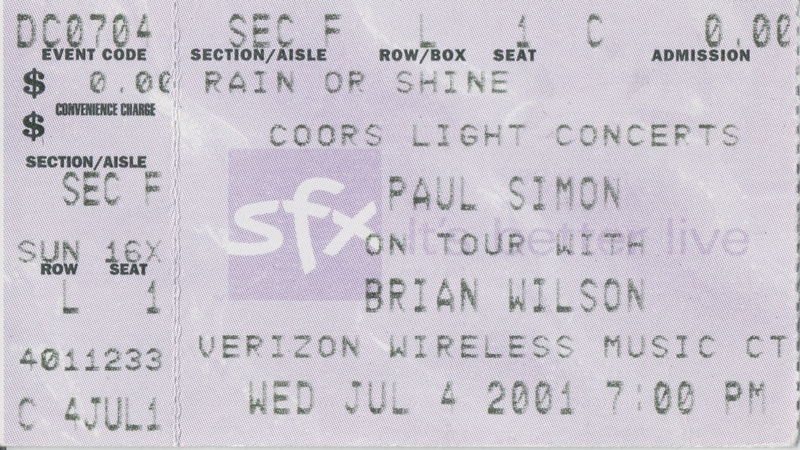 DC0704 SEC F L 1 C 0.00
EVENT CODE SECTION/AISLE ROW/BOX SEAT ADMISSION
$ 0.00 RAIN OR SHINE
CONVENIENCE CHARGE
$
COORS LIGHT CONCERTS
SECTION/AISLE
SEC F
sfx
PAUL SIMON
SUN 16X
ON TOUR WITH
it's better live
ROW SEAT
L 1
BRIAN WILSON
4011233
VERIZON WIRELESS MUSIC CT
C 4JUL1
WED JUL 4 2001 7:00 PM